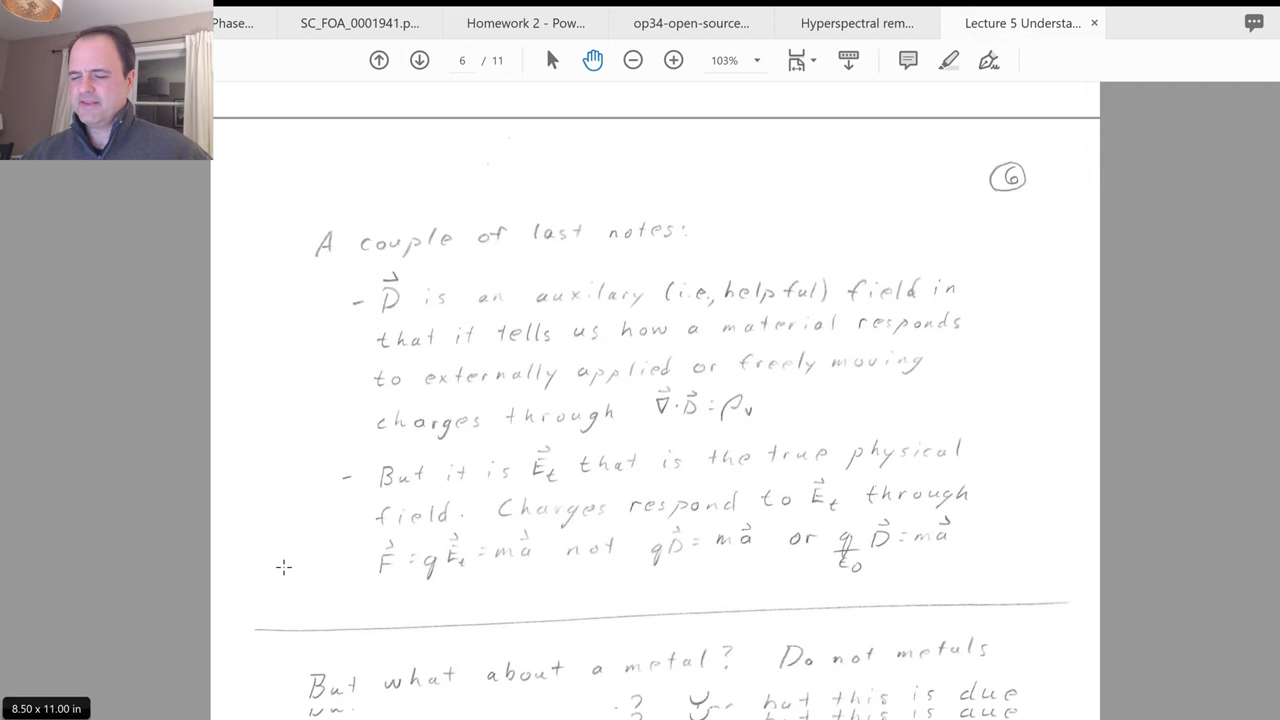 Phase...
SC_FOA_0001941.p...
Homework 2 - Pow...
op34-open-source...
Hyperspectral rem...
Lecture 5 Understa...
6 / 11
103%
6
A couple of last notes:
- D⃗ is an auxilary (i.e., helpful) field in
that it tells us how a material responds
to externally applied or freely moving
charges through ∇⃗·D⃗ = ρv
- But it is E⃗t that is the true physical
field. Charges respond to E⃗t through
F⃗ = qE⃗t = ma⃗ not qD⃗ = ma⃗ or q/ε0 D⃗ = ma⃗
But what about a metal? Do not metals
? but this is due
8.50 x 11.00 in